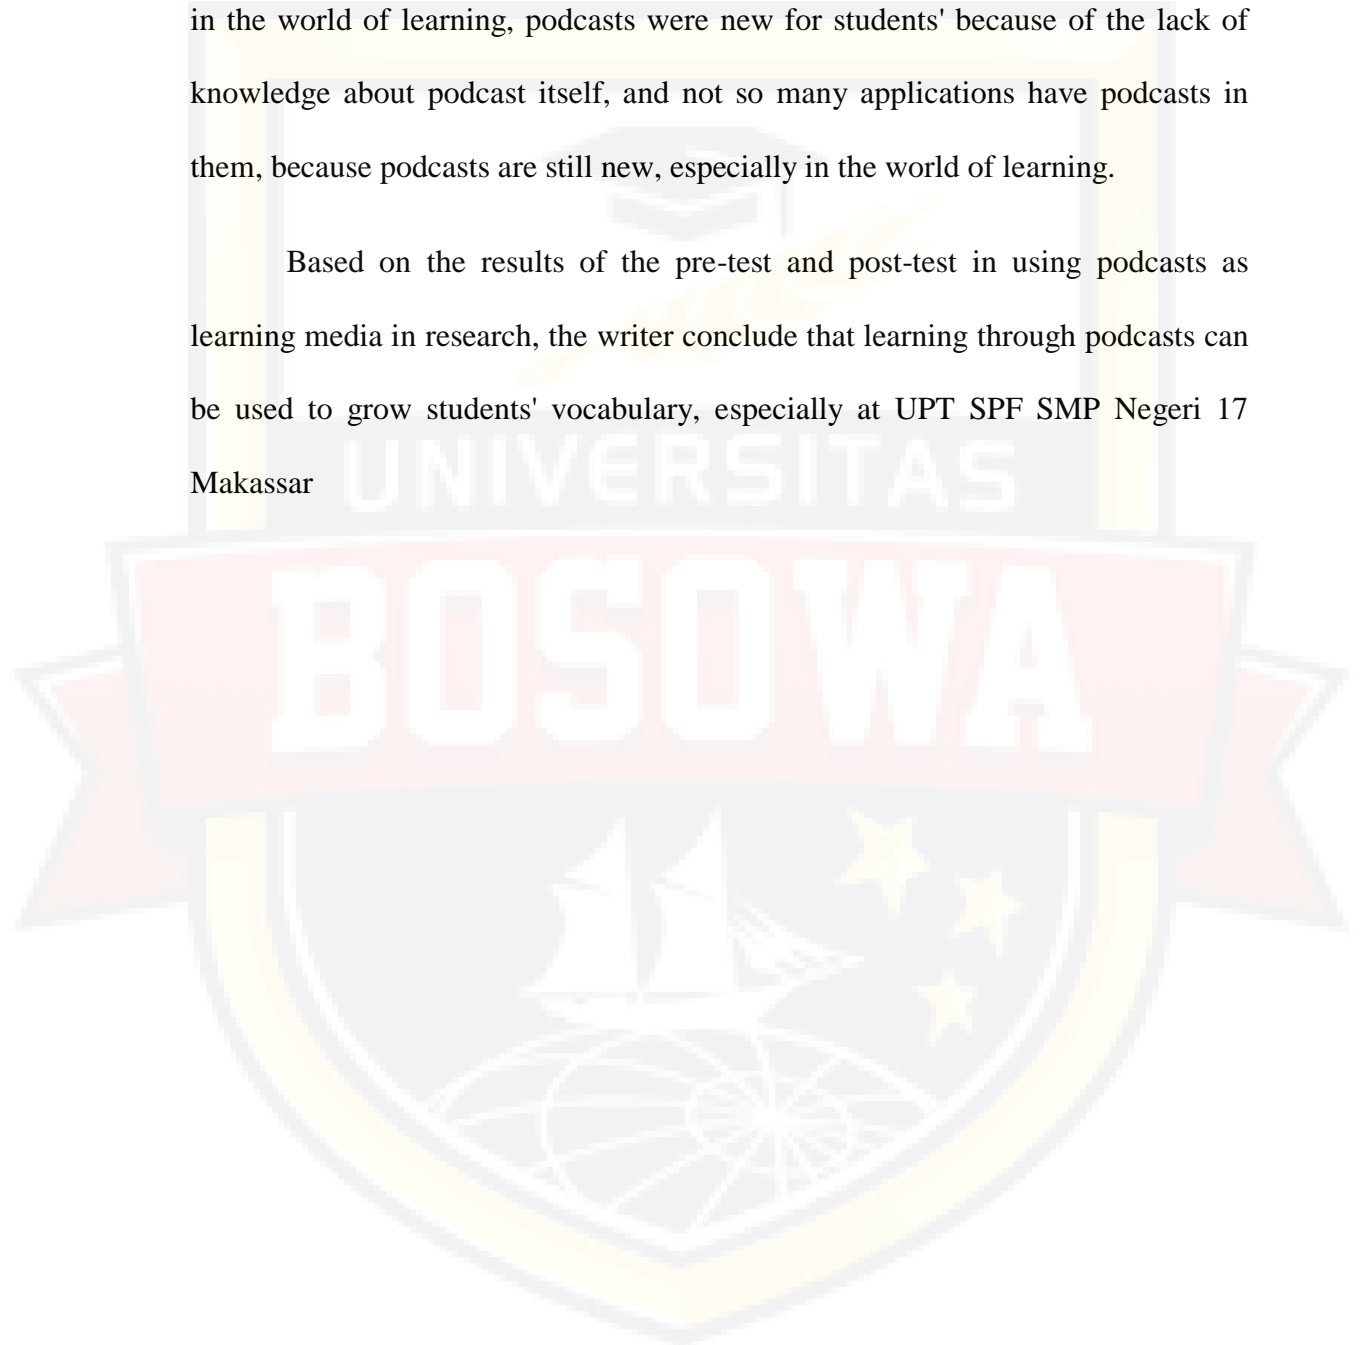 in the world of learning, podcasts were new for students' because of the lack of
knowledge about podcast itself, and not so many applications have podcasts in
them, because podcasts are still new, especially in the world of learning.
Based on the results of the pre-test and post-test in using podcasts as
learning media in research, the writer conclude that learning through podcasts can
be used to grow students' vocabulary, especially at UPT SPF SMP Negeri 17
Makassar
UNIVERSITAS
BOSOWA